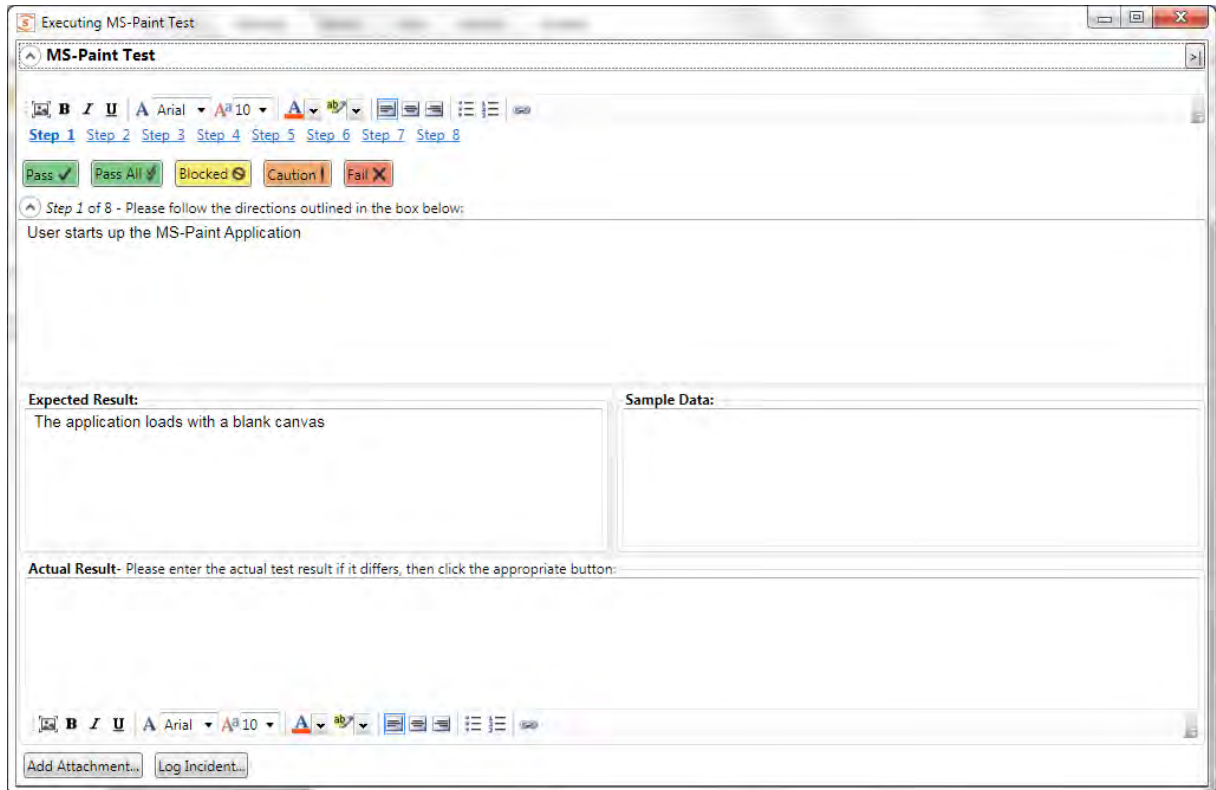 Executing MS-Paint Test
MS-Paint Test
B I U A Arial Aa 10 A ab
Step 1 Step 2 Step 3 Step 4 Step 5 Step 6 Step 7 Step 8
Pass Pass All Blocked Caution Fail
Step 1 of 8 - Please follow the directions outlined in the box below:
User starts up the MS-Paint Application
Expected Result: Sample Data:
The application loads with a blank canvas
Actual Result- Please enter the actual test result if it differs, then click the appropriate button:
B I U A Arial Aa 10 A ab
Add Attachment... Log Incident...